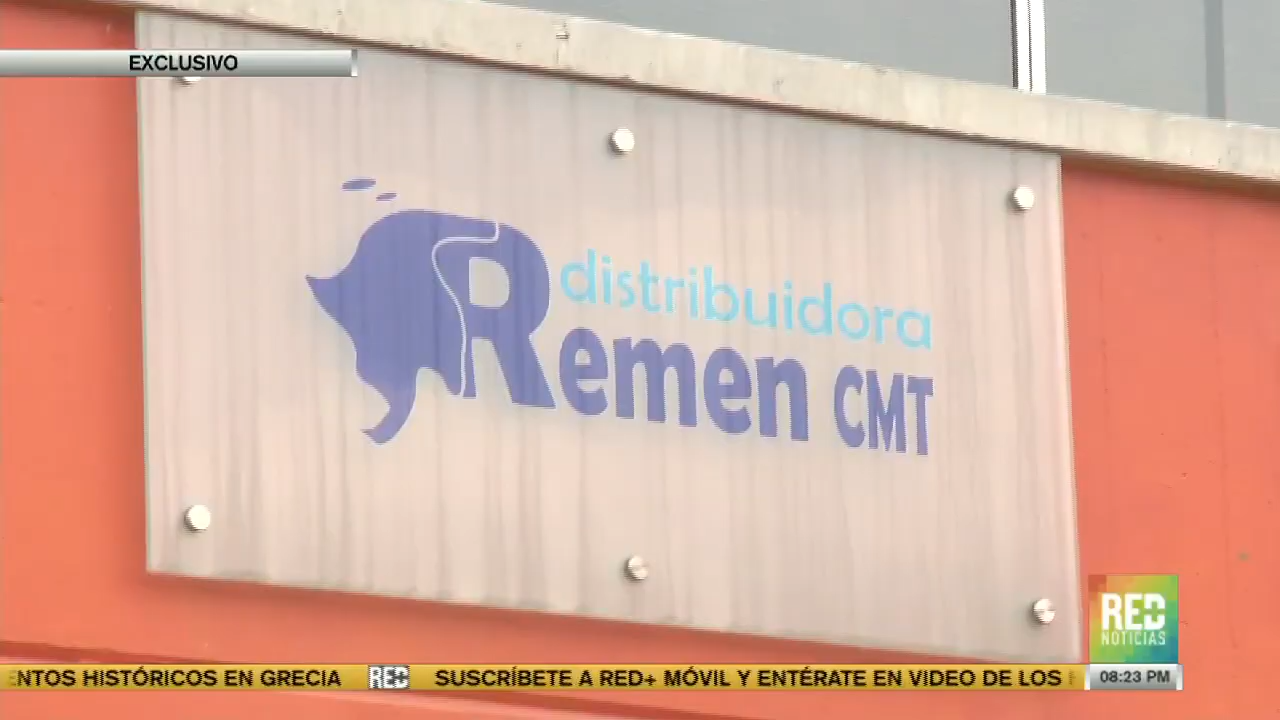 EXCLUSIVO
distribuidora
Remen CMT
RED
NOTICIAS
HISTÓRICOS EN GRECIA RED SUSCRÍBETE A RED+ MÓVIL Y ENTÉRATE EN VIDEO DE LOS
08:23 PM